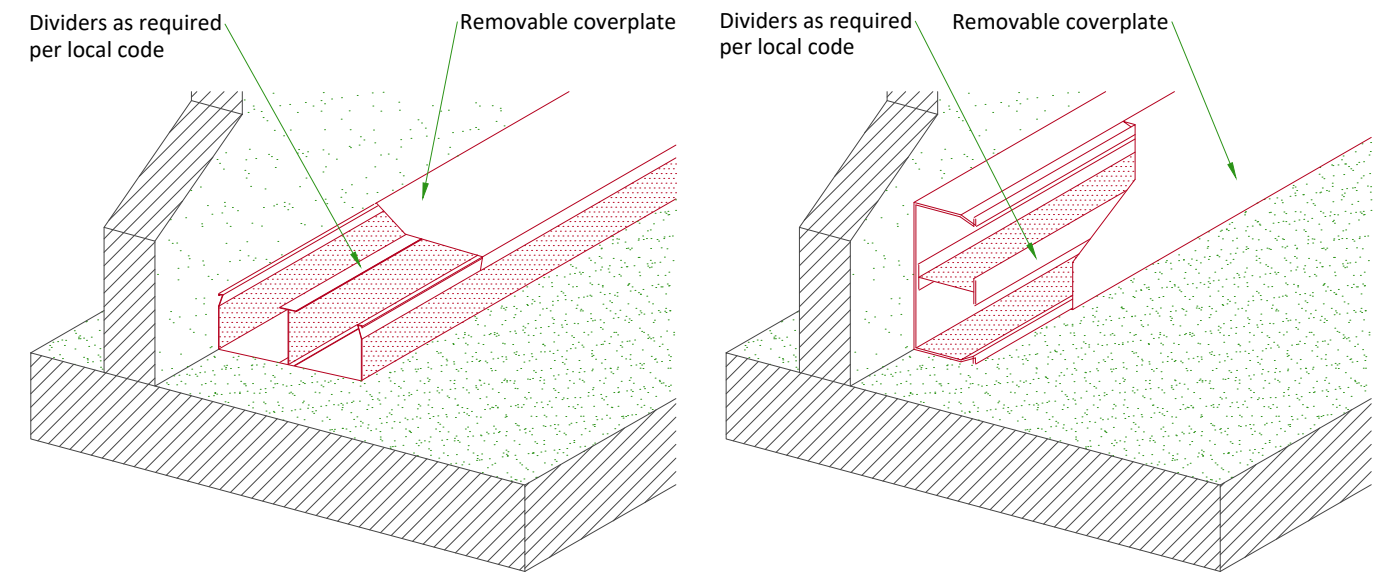 Dividers as required
per local code
Removable coverplate
Dividers as required
per local code
Removable coverplate